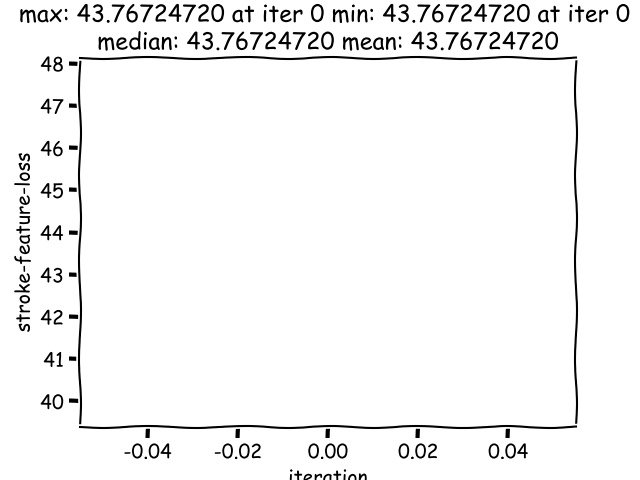 max: 43.76724720 at iter 0 min: 43.76724720 at iter 0
median: 43.76724720 mean: 43.76724720
48
47
46
45
44
43
42
41
40
stroke-feature-loss
-0.04 -0.02 0.00 0.02 0.04
iteration